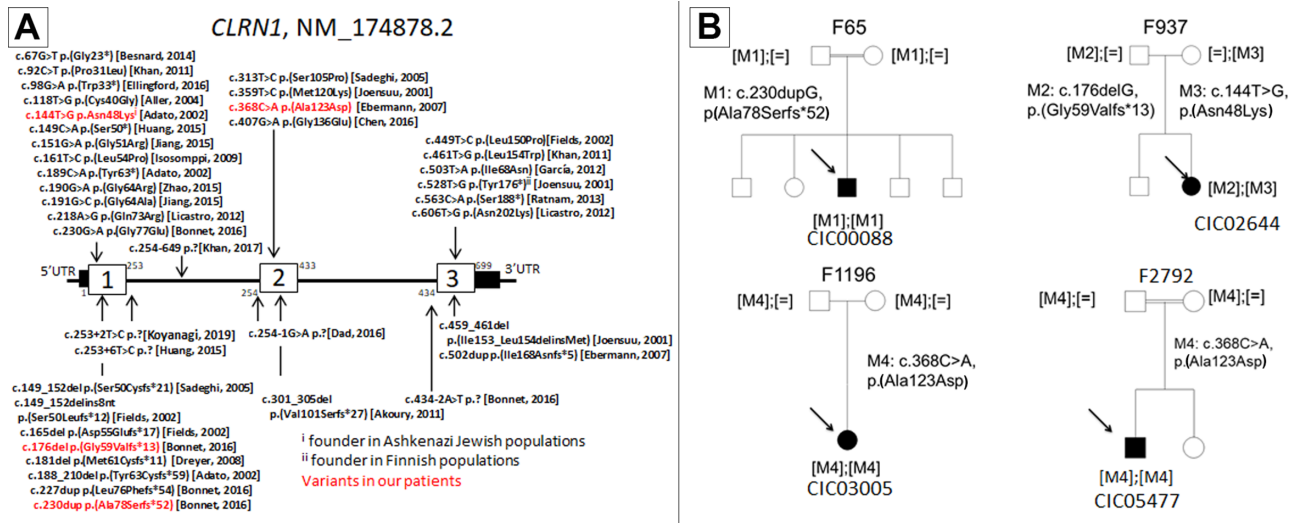 A
CLRN1, NM_174878.2
c.67G>T p.(Gly23*) [Besnard, 2014]
c.92C>T p.(Pro31Leu) [Khan, 2011]
c.98G>A p.(Trp33*) [Ellingford, 2016]
c.118T>G p.(Cys40Gly) [Aller, 2004]
c.144T>G p.Asn48Lys)i [Adato, 2002]
c.149C>A p.(Ser50*) [Huang, 2015]
c.151G>A p.(Gly51Arg) [Jiang, 2015]
c.161T>C p.(Leu54Pro) [Isosomppi, 2009]
c.189C>A p.(Tyr63*) [Adato, 2002]
c.190G>A p.(Gly64Arg) [Zhao, 2015]
c.191G>C p.(Gly64Ala) [Jiang, 2015]
c.218A>G p.(Gln73Arg) [Licastro, 2012]
c.230G>A p.(Gly77Glu) [Bonnet, 2016]
c.254-649 p.? [Khan, 2017]
c.313T>C p.(Ser105Pro) [Sadeghi, 2005]
c.359T>C p.(Met120Lys) [Joensuu, 2001]
c.368C>A p.(Ala123Asp) [Ebermann, 2007]
c.407G>A p.(Gly136Glu) [Chen, 2016]
c.449T>C p.(Leu150Pro)[Fields, 2002]
c.461T>G p.(Leu154Trp) [Khan, 2011]
c.503T>A p.(Ile68Asn) [García, 2012]
c.528T>G p.(Tyr176*)ii [Joensuu, 2001]
c.563C>A p.(Ser188*) [Ratnam, 2013]
c.606T>G p.(Asn202Lys) [Licastro, 2012]
5'UTR 1 1 253 254 2 433 434 3 699 3'UTR
c.253+2T>C p.?[Koyanagi, 2019]
c.253+6T>C p.? [Huang, 2015]
c.254-1G>A p.?[Dad, 2016]
c.459_461del
p.(Ile153_Leu154delinsMet) [Joensuu, 2001]
c.502dup p.(Ile168Asnfs*5) [Ebermann, 2007]
c.149_152del p.(Ser50Cysfs*21) [Sadeghi, 2005]
c.149_152delins8nt
p.(Ser50Leufs*12) [Fields, 2002]
c.165del p.(Asp55Glufs*17) [Fields, 2002]
c.176del p.(Gly59Valfs*13) [Bonnet, 2016]
c.181del p.(Met61Cysfs*11) [Dreyer, 2008]
c.188_210del p.(Tyr63Cysfs*59) [Adato, 2002]
c.227dup p.(Leu76Phefs*54) [Bonnet, 2016]
c.230dup p.(Ala78Serfs*52) [Bonnet, 2016]
c.301_305del
p.(Val101Serfs*27) [Akoury, 2011]
c.434-2A>T p.? [Bonnet, 2016]
i founder in Ashkenazi Jewish populations
ii founder in Finnish populations
Variants in our patients
B
F65
[M1];[=] [M1];[=]
M1: c.230dupG,
p(Ala78Serfs*52)
[M1];[M1]
CIC00088
F937
[M2];[=] [=];[M3]
M2: c.176delG,
p.(Gly59Valfs*13)
M3: c.144T>G,
p.(Asn48Lys)
[M2];[M3]
CIC02644
F1196
[M4];[=] [M4];[=]
M4: c.368C>A,
p.(Ala123Asp)
[M4];[M4]
CIC03005
F2792
[M4];[=] [M4];[=]
M4: c.368C>A,
p.(Ala123Asp)
[M4];[M4]
CIC05477